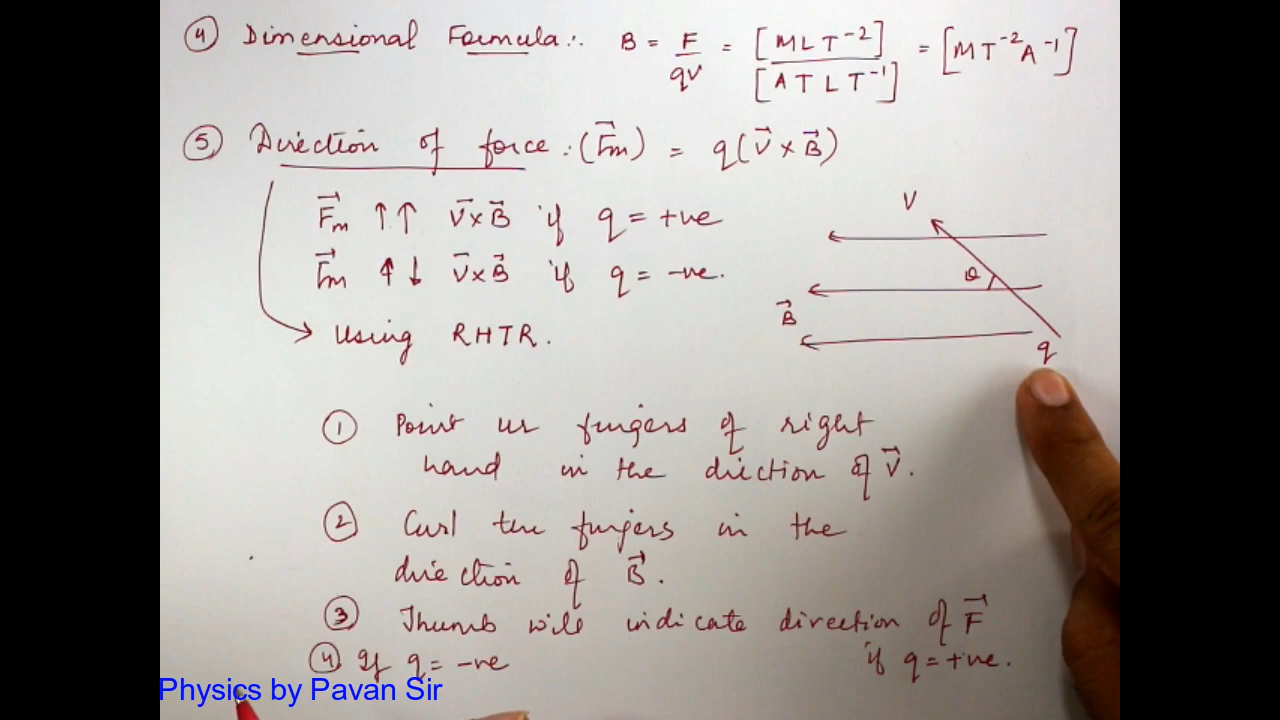 ④ Dimensional Formula :. B = F/qV = [MLT⁻²]/[ATLT⁻¹] = [MT⁻²A⁻¹]
⑤ Direction of force : (F⃗m) = q(V⃗ × B⃗)
F⃗m ↑↑ V⃗×B⃗ if q = +ve
F⃗m ↑↓ V⃗×B⃗ if q = -ve.
Using RHTR.
V
θ
B⃗
q
① Point ur fingers of right
hand in the direction of V⃗.
② Curl the fingers in the
direction of B⃗.
③ Thumb will indicate direction of F⃗
if q = +ve.
④ If q = -ve
Physics by Pavan Sir